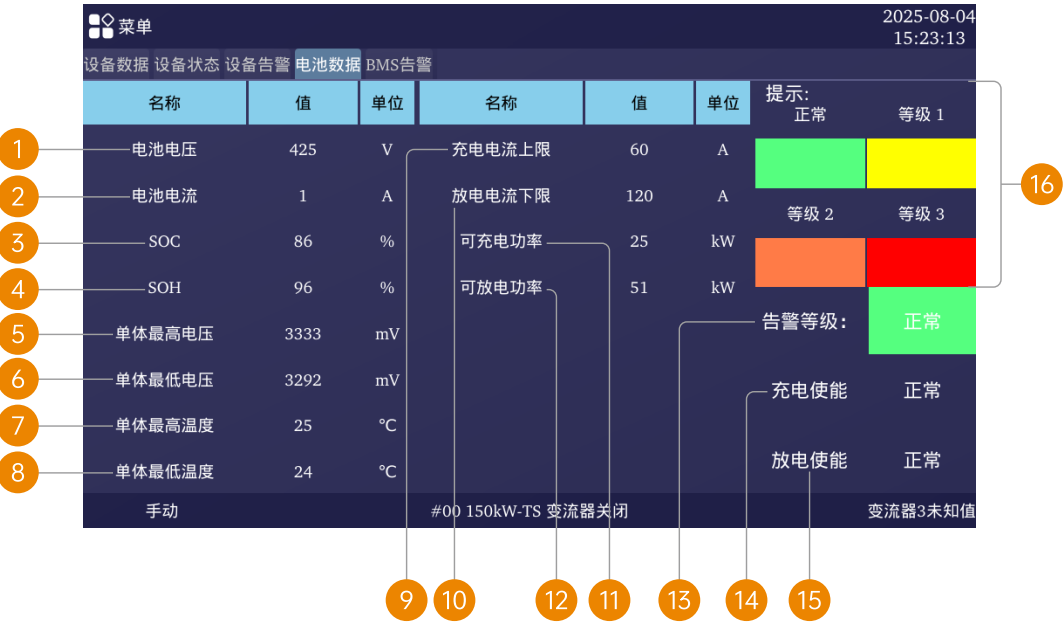 菜单
2025-08-04
15:23:13
设备数据 设备状态 设备告警 电池数据 BMS告警
名称 值 单位 名称 值 单位 提示:
正常 等级 1
1 电池电压 425 V 充电电流上限 60 A
16
2 电池电流 1 A 放电电流下限 120 A
等级 2 等级 3
3 SOC 86 % 可充电功率 25 kW
4 SOH 96 % 可放电功率 51 kW
告警等级: 正常
5 单体最高电压 3333 mV
6 单体最低电压 3292 mV
充电使能 正常
7 单体最高温度 25 °C
放电使能 正常
8 单体最低温度 24 °C
手动 #00 150kW-TS 变流器关闭 变流器3未知值
9 10 12 11 13 14 15